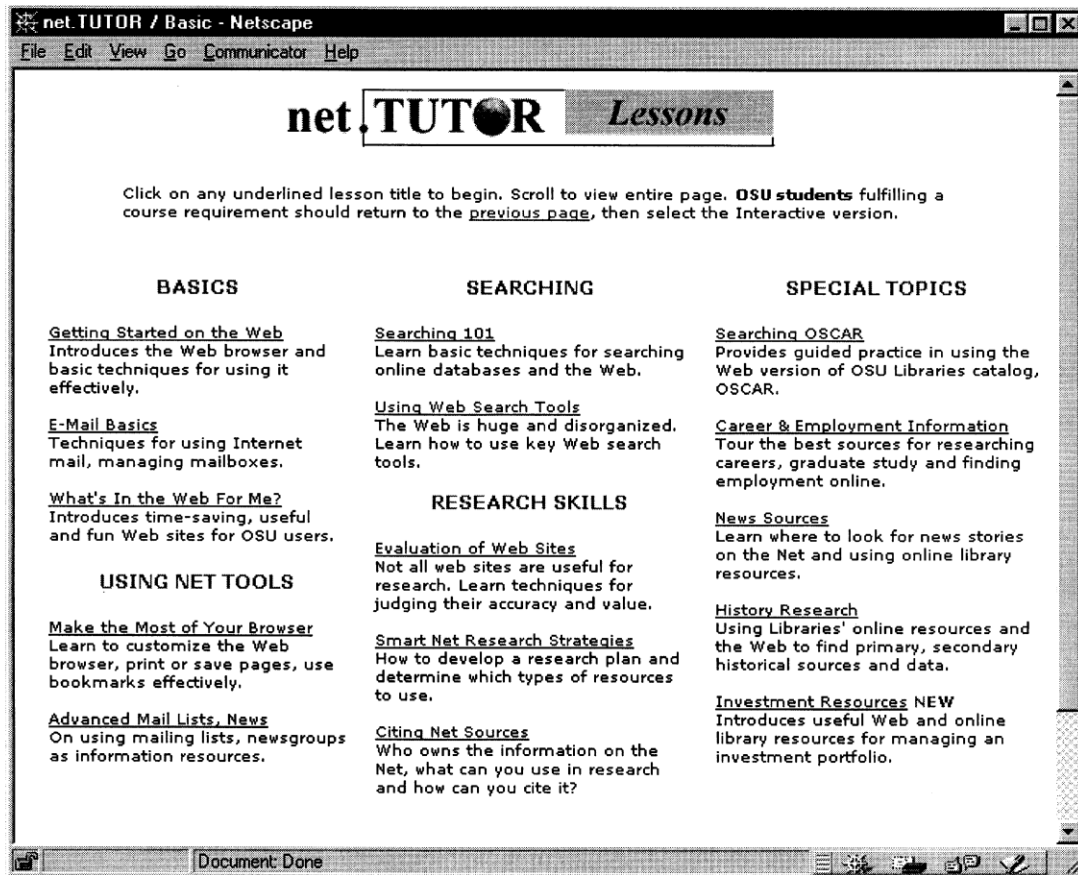 net.TUTOR / Basic - Netscape
File Edit View Go Communicator Help
net.TUTOR Lessons
Click on any underlined lesson title to begin. Scroll to view entire page. OSU students fulfilling a
course requirement should return to the previous page, then select the Interactive version.
BASICS
Getting Started on the Web
Introduces the Web browser and
basic techniques for using it
effectively.
E-Mail Basics
Techniques for using Internet
mail, managing mailboxes.
What's In the Web For Me?
Introduces time-saving, useful
and fun Web sites for OSU users.
USING NET TOOLS
Make the Most of Your Browser
Learn to customize the Web
browser, print or save pages, use
bookmarks effectively.
Advanced Mail Lists, News
On using mailing lists, newsgroups
as information resources.
SEARCHING
Searching 101
Learn basic techniques for searching
online databases and the Web.
Using Web Search Tools
The Web is huge and disorganized.
Learn how to use key Web search
tools.
RESEARCH SKILLS
Evaluation of Web Sites
Not all web sites are useful for
research. Learn techniques for
judging their accuracy and value.
Smart Net Research Strategies
How to develop a research plan and
determine which types of resources
to use.
Citing Net Sources
Who owns the information on the
Net, what can you use in research
and how can you cite it?
SPECIAL TOPICS
Searching OSCAR
Provides guided practice in using the
Web version of OSU Libraries catalog,
OSCAR.
Career & Employment Information
Tour the best sources for researching
careers, graduate study and finding
employment online.
News Sources
Learn where to look for news stories
on the Net and using online library
resources.
History Research
Using Libraries' online resources and
the Web to find primary, secondary
historical sources and data.
Investment Resources NEW
Introduces useful Web and online
library resources for managing an
investment portfolio.
Document: Done